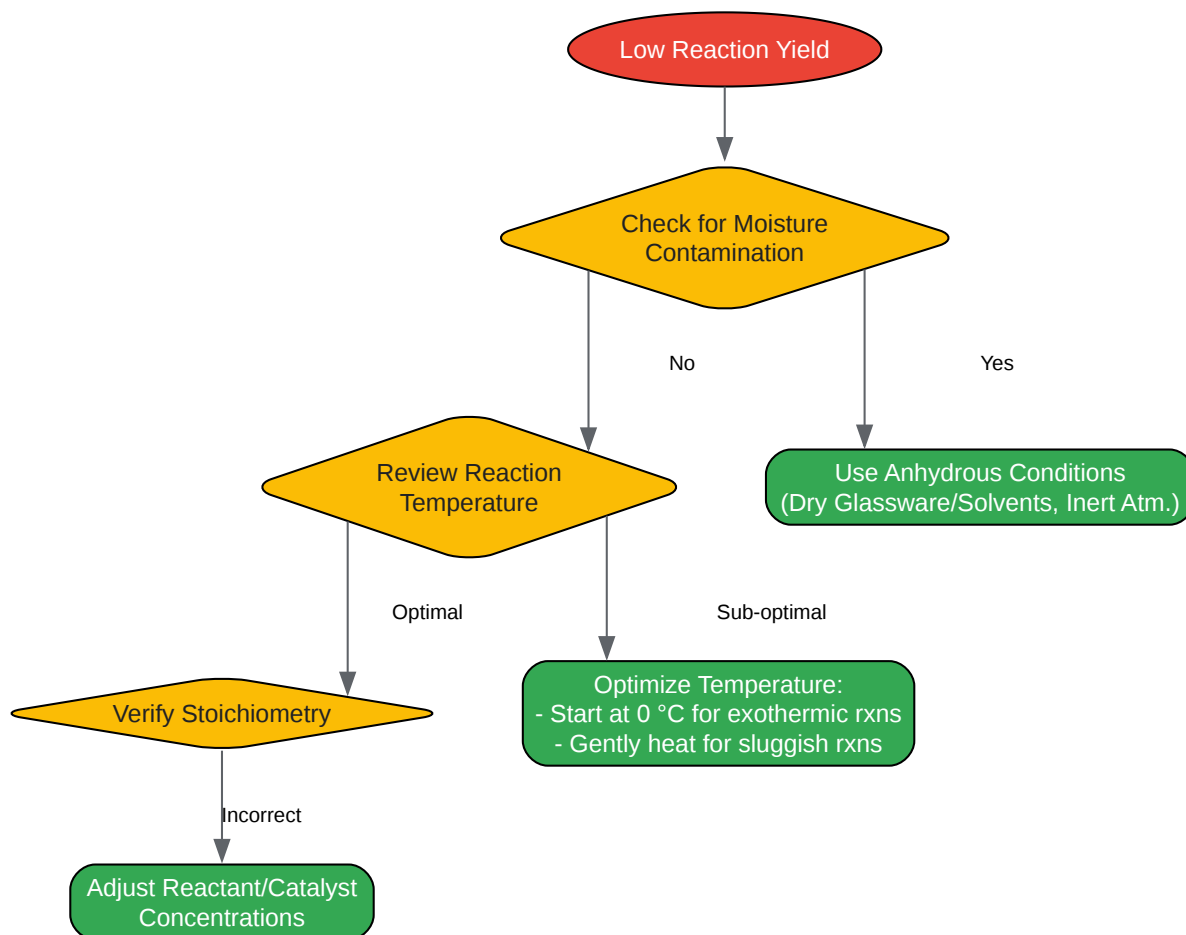 Low Reaction Yield
Check for Moisture
Contamination
No
Yes
Review Reaction
Temperature
Use Anhydrous Conditions
(Dry Glassware/Solvents, Inert Atm.)
Optimal
Sub-optimal
Verify Stoichiometry
Optimize Temperature:
- Start at 0 °C for exothermic rxns
- Gently heat for sluggish rxns
Incorrect
Adjust Reactant/Catalyst
Concentrations